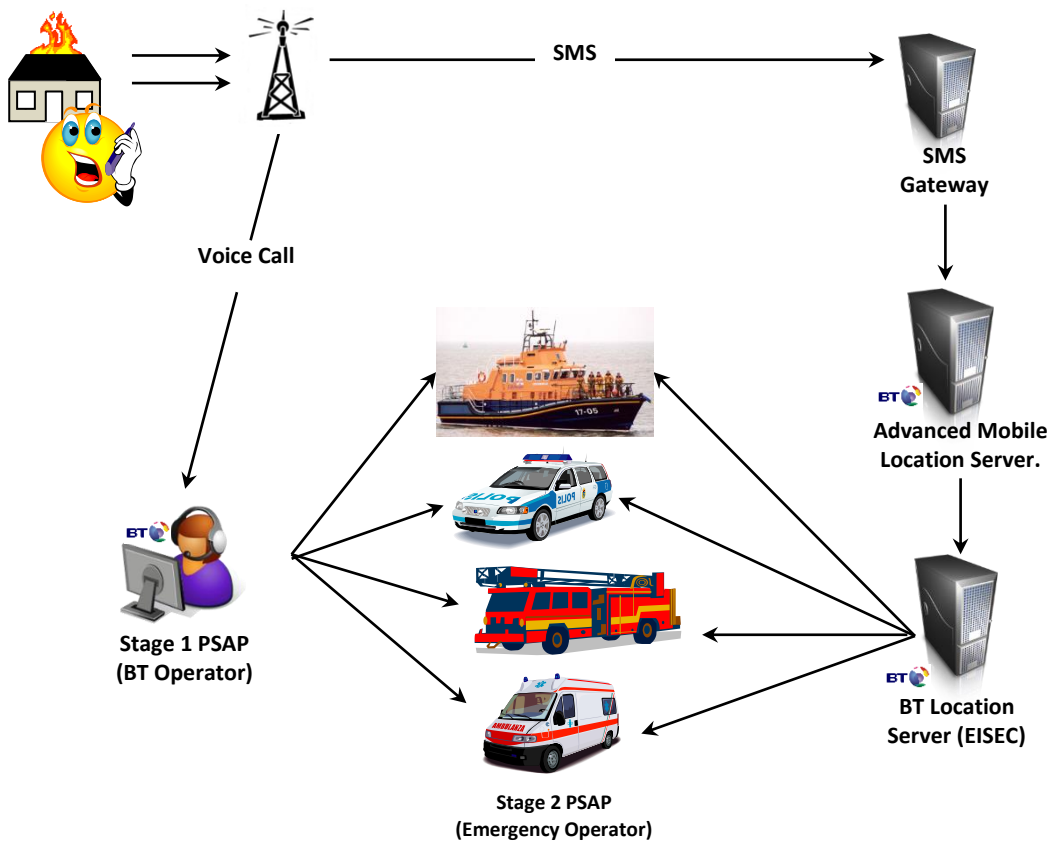 SMS
SMS
Gateway
Voice Call
17-05
BT
Advanced Mobile
Location Server.
POLIS
POLIS
BT
Stage 1 PSAP
(BT Operator)
AMBULANZA
BT
BT Location
Server (EISEC)
Stage 2 PSAP
(Emergency Operator)